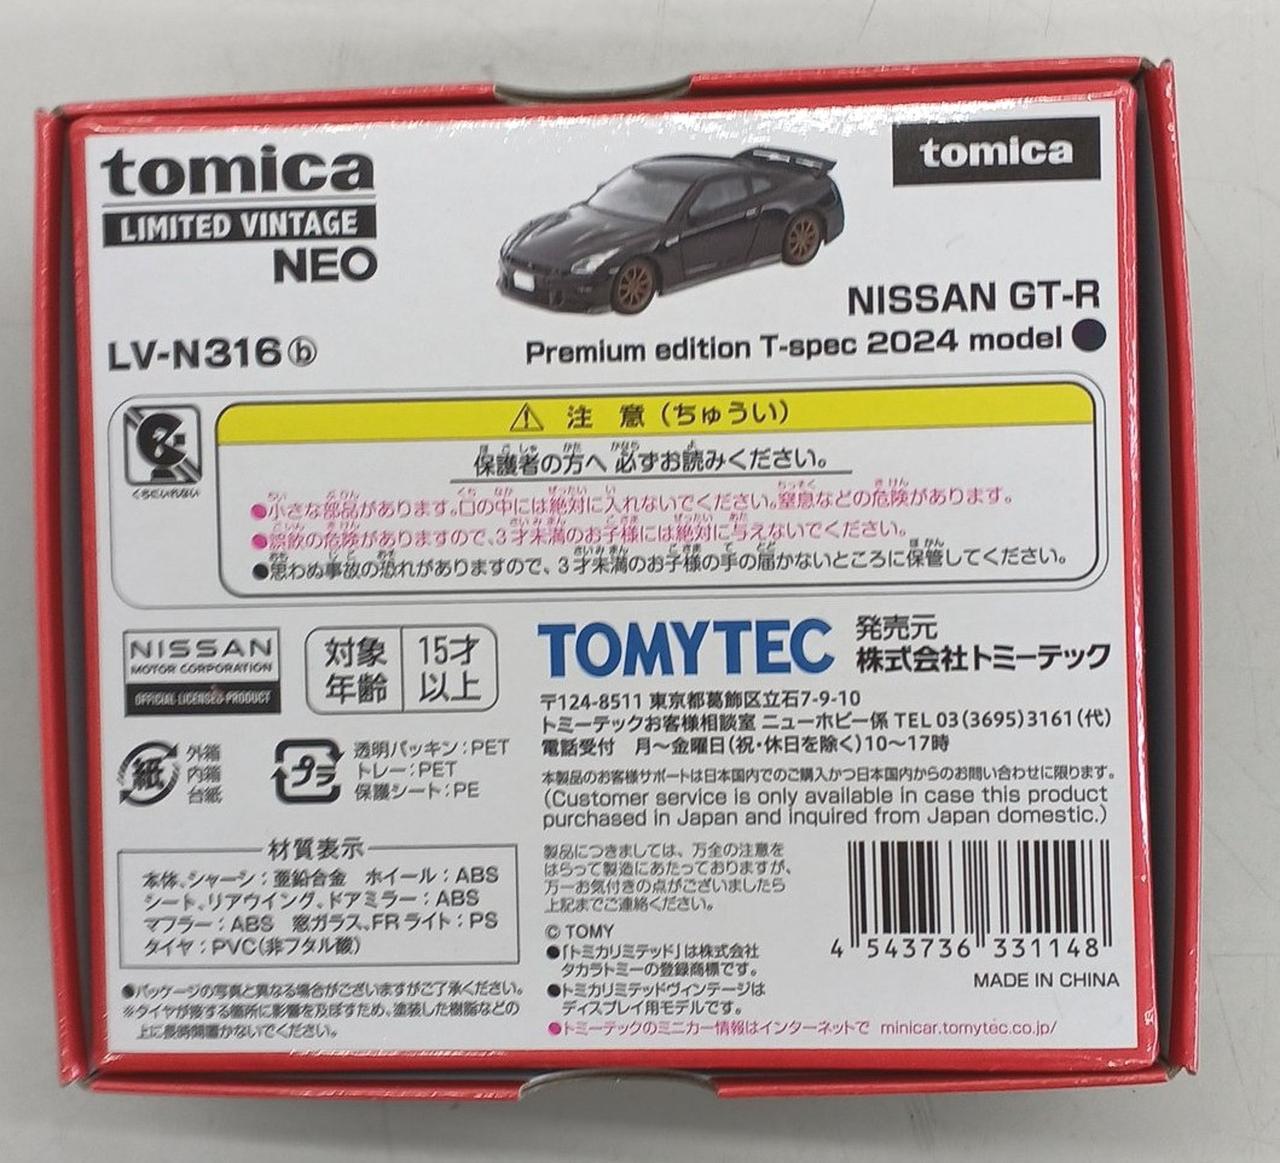 tomica
LIMITED VINTAGE
NEO
tomica
NISSAN GT-R
LV-N316ⓑ
Premium edition T-spec 2024 model
⚠ 注意(ちゅうい)
くちにいれない
保護者の方へ 必ずお読みください。
●小さな部品があります。口の中には絶対に入れないでください。窒息などの危険があります。
●誤飲の危険がありますので、3才未満のお子様には絶対に与えないでください。
●思わぬ事故の恐れがありますので、3才未満のお子様の手の届かないところに保管してください。
NISSAN
MOTOR CORPORATION
OFFICIAL LICENSED PRODUCT
対象年齢
15才以上
TOMYTEC
発売元
株式会社トミーテック
〒124-8511 東京都葛飾区立石7-9-10
トミーテックお客様相談室 ニューホビー係 TEL 03(3695)3161(代)
電話受付 月〜金曜日(祝・休日を除く)10〜17時
紙
外箱
内箱
台紙
プラ
透明パッキン:PET
トレー:PET
保護シート:PE
本製品のお客様サポートは日本国内でのご購入かつ日本国内からのお問い合わせに限ります。
(Customer service is only available in case this product
purchased in Japan and inquired from Japan domestic.)
材質表示
本体、シャーシ:亜鉛合金 ホイール:ABS
シート、リアウイング、ドアミラー:ABS
マフラー:ABS 窓ガラス、FRライト:PS
タイヤ:PVC(非フタル酸)
●パッケージの写真と異なる場合がございますがご了承ください。
※タイヤが接する箇所に影響を及ぼすため、塗装した樹脂などの
上に長時間置かないでください。
製品につきましては、万全の注意を
はらって製造にあたっておりますが、
万一お気付きの点がございましたら
上記までご連絡ください。
© TOMY
●「トミカリミテッド」は株式会社
タカラトミーの登録商標です。
●トミカリミテッドヴィンテージは
ディスプレイ用モデルです。
●トミーテックのミニカー情報はインターネットで minicar.tomytec.co.jp/
4 543736 331148
MADE IN CHINA